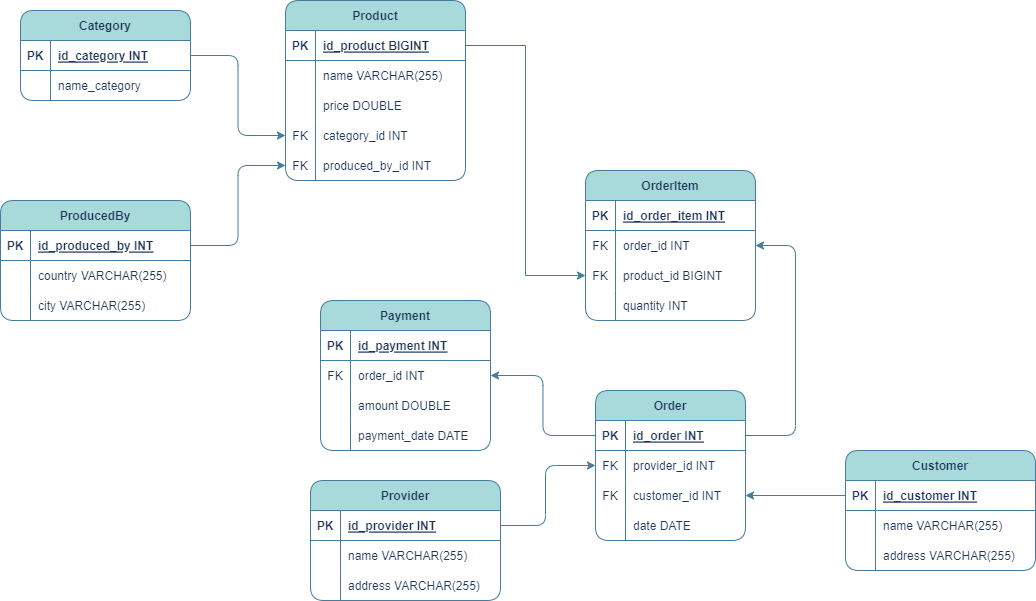 Category
PK id_category INT
name_category
Product
PK id_product BIGINT
name VARCHAR(255)
price DOUBLE
FK category_id INT
FK produced_by_id INT
ProducedBy
PK id_produced_by INT
country VARCHAR(255)
city VARCHAR(255)
OrderItem
PK id_order_item INT
FK order_id INT
FK product_id BIGINT
quantity INT
Payment
PK id_payment INT
FK order_id INT
amount DOUBLE
payment_date DATE
Order
PK id_order INT
FK provider_id INT
FK customer_id INT
date DATE
Provider
PK id_provider INT
name VARCHAR(255)
address VARCHAR(255)
Customer
PK id_customer INT
name VARCHAR(255)
address VARCHAR(255)